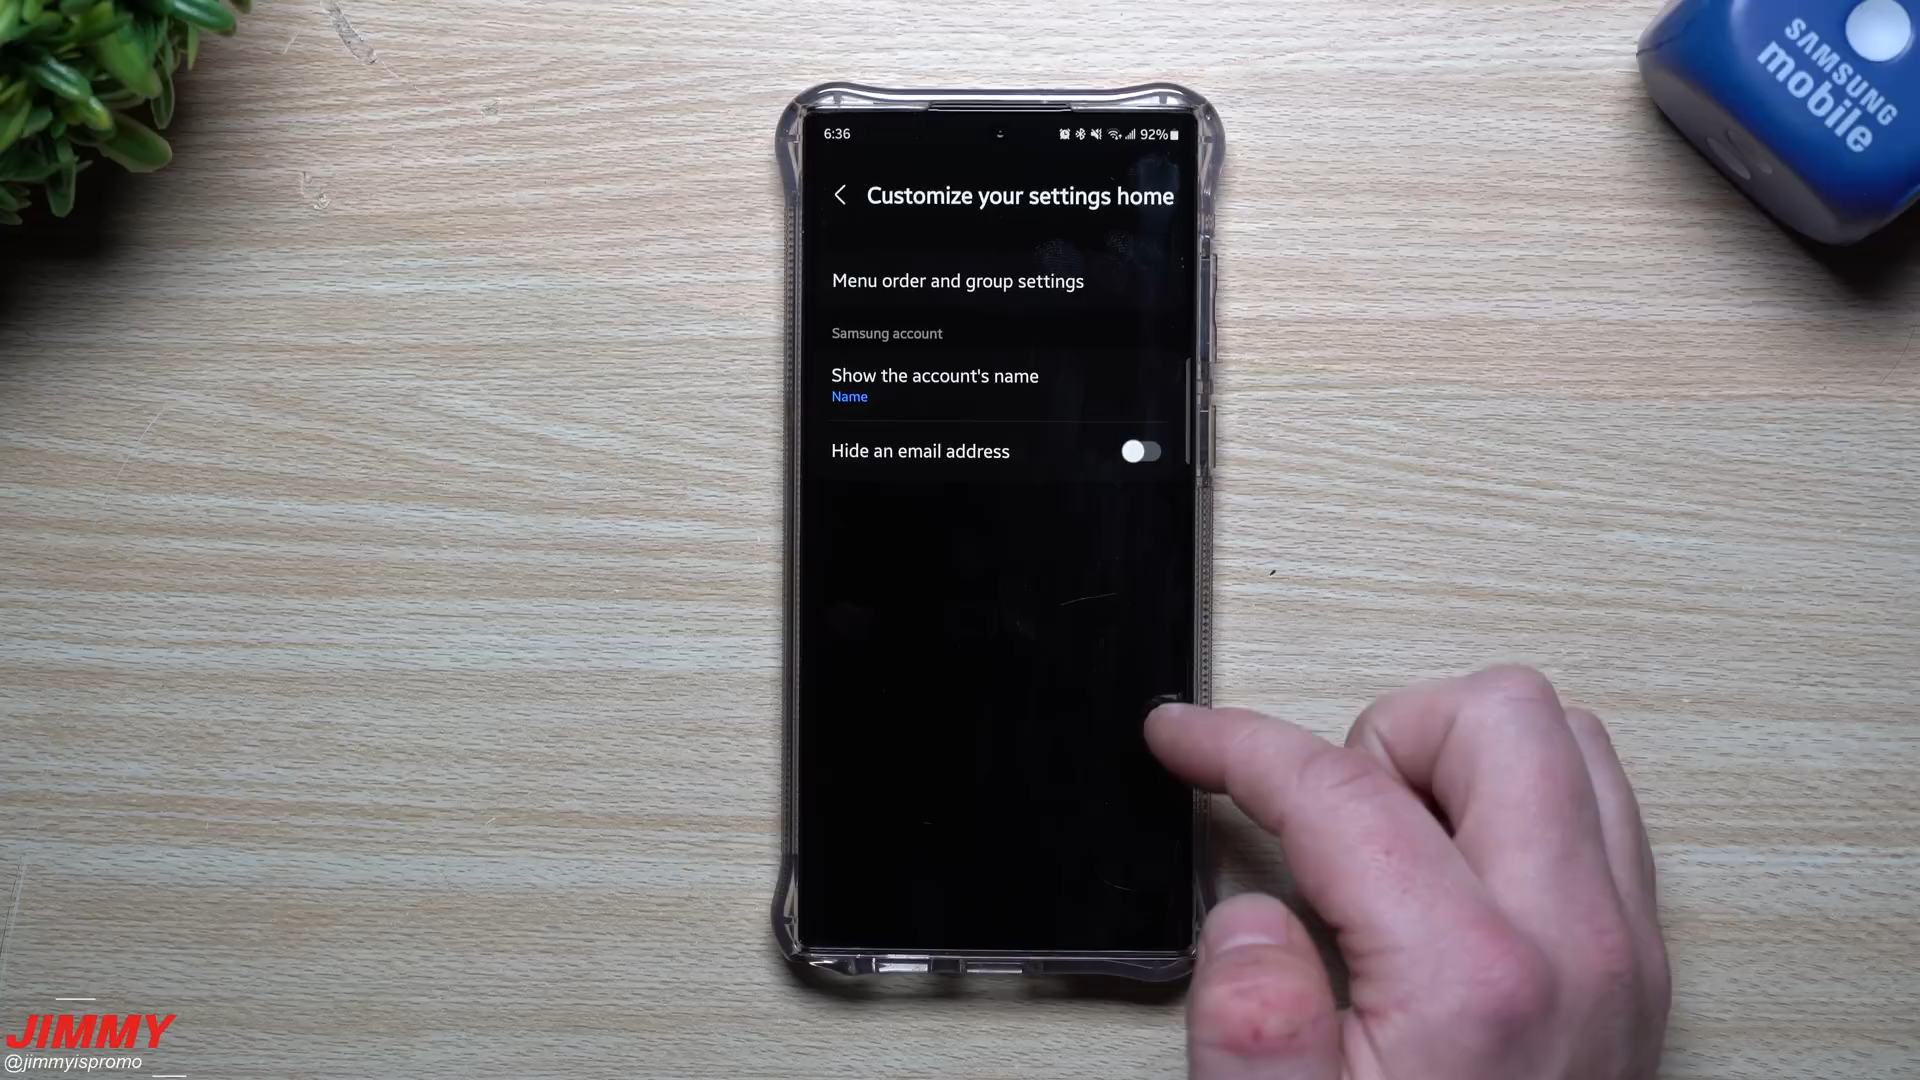 SAMSUNG
mobile
6:36
92%
Customize your settings home
Menu order and group settings
Samsung account
Show the account's name
Name
Hide an email address
JIMMY
@jimmyispromo